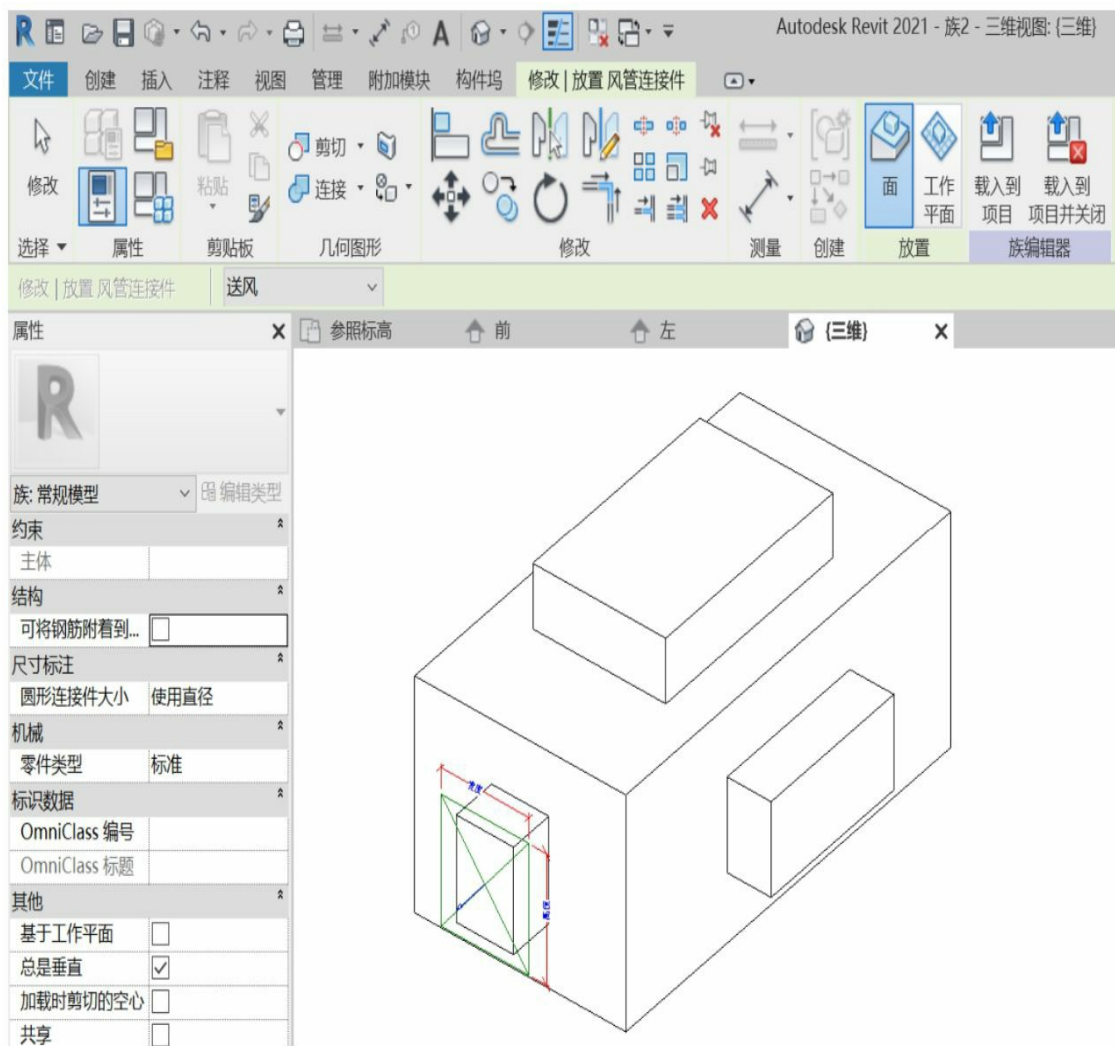 Autodesk Revit 2021 - 族2 - 三维视图: {三维}
文件 创建 插入 注释 视图 管理 附加模块 构件坞 修改 | 放置 风管连接件
修改 粘贴 剪切 连接 面 工作平面 载入到项目 载入到项目并关闭
选择 属性 剪贴板 几何图形 修改 测量 创建 放置 族编辑器
修改 | 放置 风管连接件 送风
属性 参照标高 前 左 {三维}
族: 常规模型 编辑类型
约束
主体
结构
可将钢筋附着到...
尺寸标注
圆形连接件大小 使用直径
机械
零件类型 标准
标识数据
OmniClass 编号
OmniClass 标题
其他
基于工作平面
总是垂直
加载时剪切的空心
共享
宽度
高度